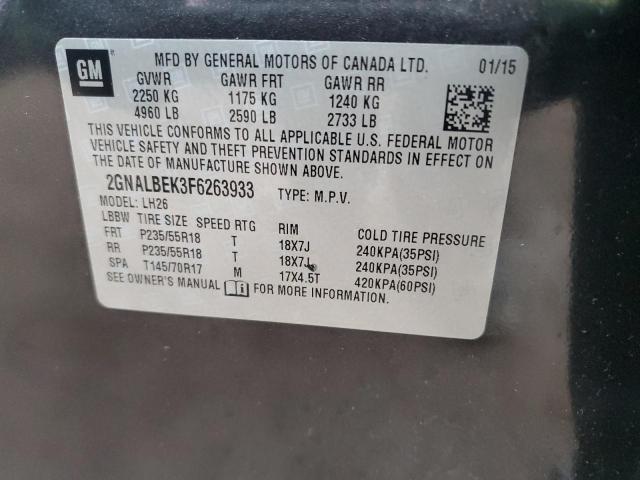 GM
MFD BY GENERAL MOTORS OF CANADA LTD. 01/15
GVWR GAWR FRT GAWR RR
2250 KG 1175 KG 1240 KG
4960 LB 2590 LB 2733 LB
THIS VEHICLE CONFORMS TO ALL APPLICABLE U.S. FEDERAL MOTOR
VEHICLE SAFETY AND THEFT PREVENTION STANDARDS IN EFFECT ON
THE DATE OF MANUFACTURE SHOWN ABOVE.
2GNALBEK3F6263933 TYPE: M.P.V.
MODEL: LH26
LBBW TIRE SIZE SPEED RTG RIM COLD TIRE PRESSURE
FRT P235/55R18 T 18X7J 240KPA(35PSI)
RR P235/55R18 T 18X7J 240KPA(35PSI)
SPA T145/70R17 M 17X4.5T 420KPA(60PSI)
SEE OWNER'S MANUAL FOR MORE INFORMATION.